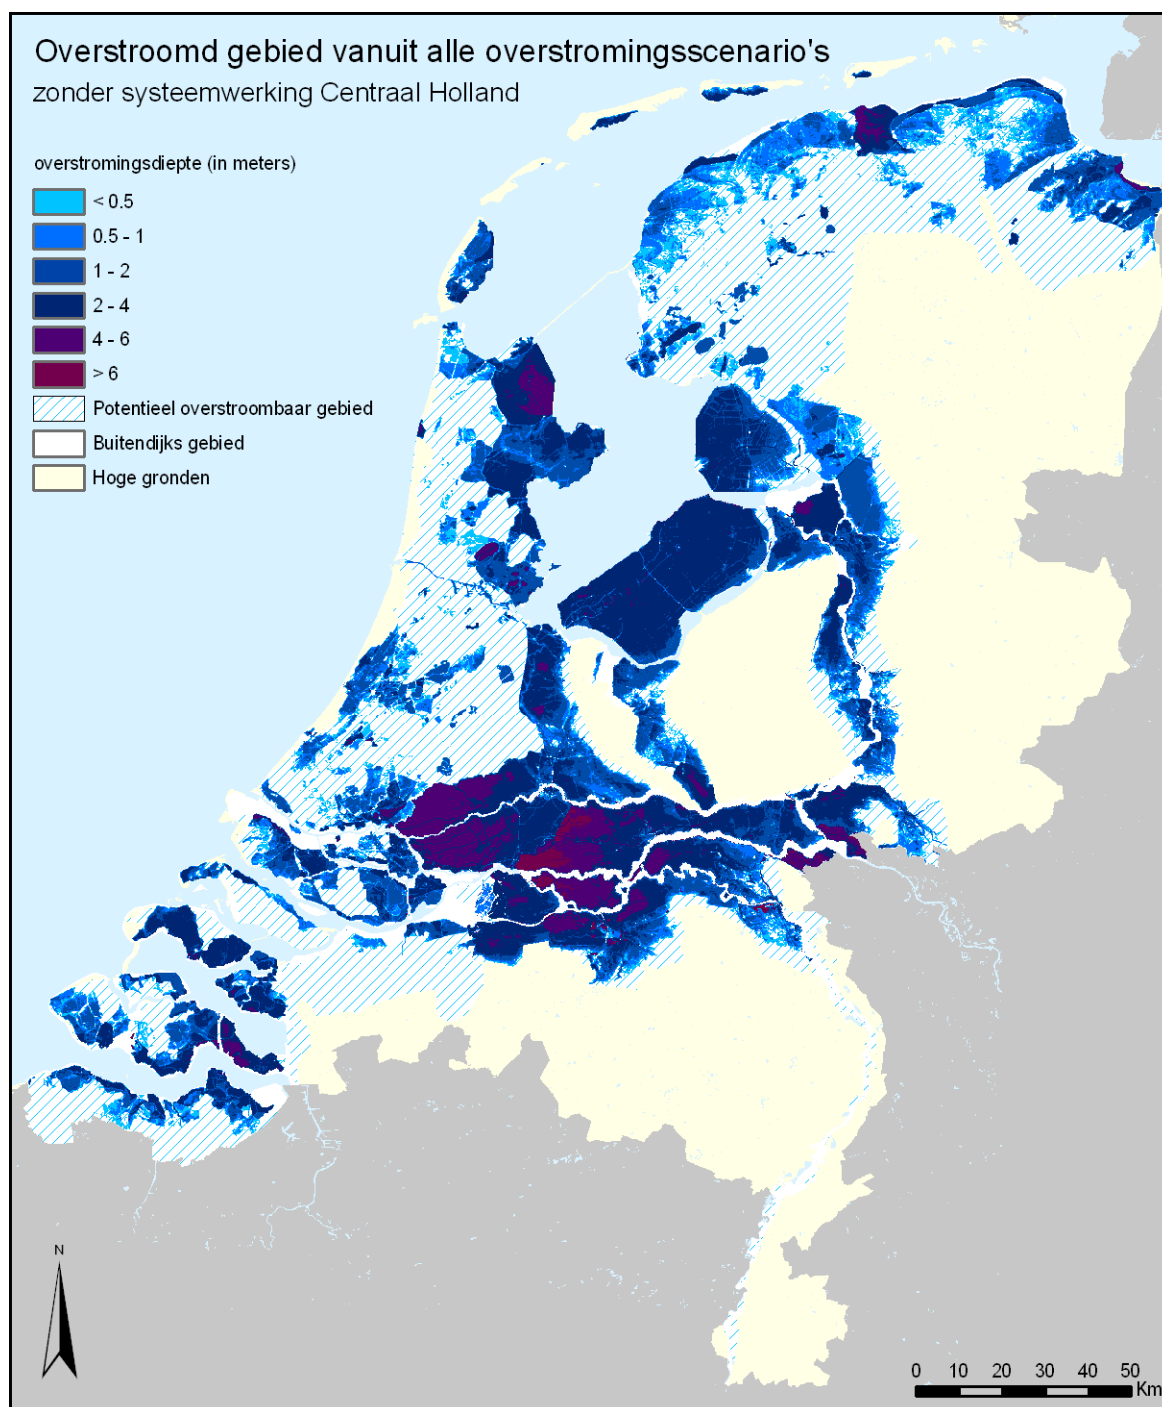 Overstroomd gebied vanuit alle overstromingsscenario's
zonder systeemwerking Centraal Holland
overstromingsdiepte (in meters)
< 0.5
0.5 - 1
1 - 2
2 - 4
4 - 6
> 6
Potentieel overstroombaar gebied
Buitendijks gebied
Hoge gronden
N
0 10 20 30 40 50
Km